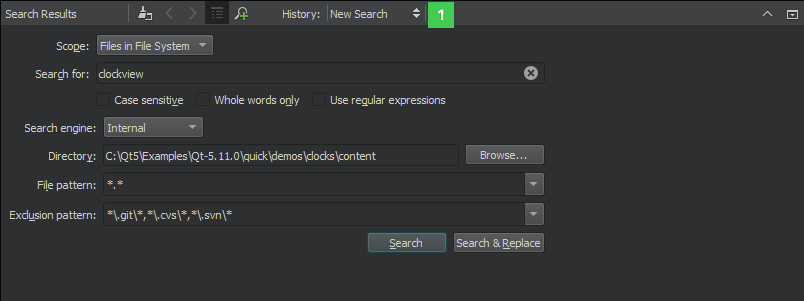 Search Results History: New Search 1
Scope: Files in File System
Search for: clockview
Case sensitive Whole words only Use regular expressions
Search engine: Internal
Directory: C:\Qt5\Examples\Qt-5.11.0\quick\demos\clocks\content Browse...
File pattern: *.*
Exclusion pattern: *\.git\*,*\.cvs\*,*\.svn\*
Search Search & Replace